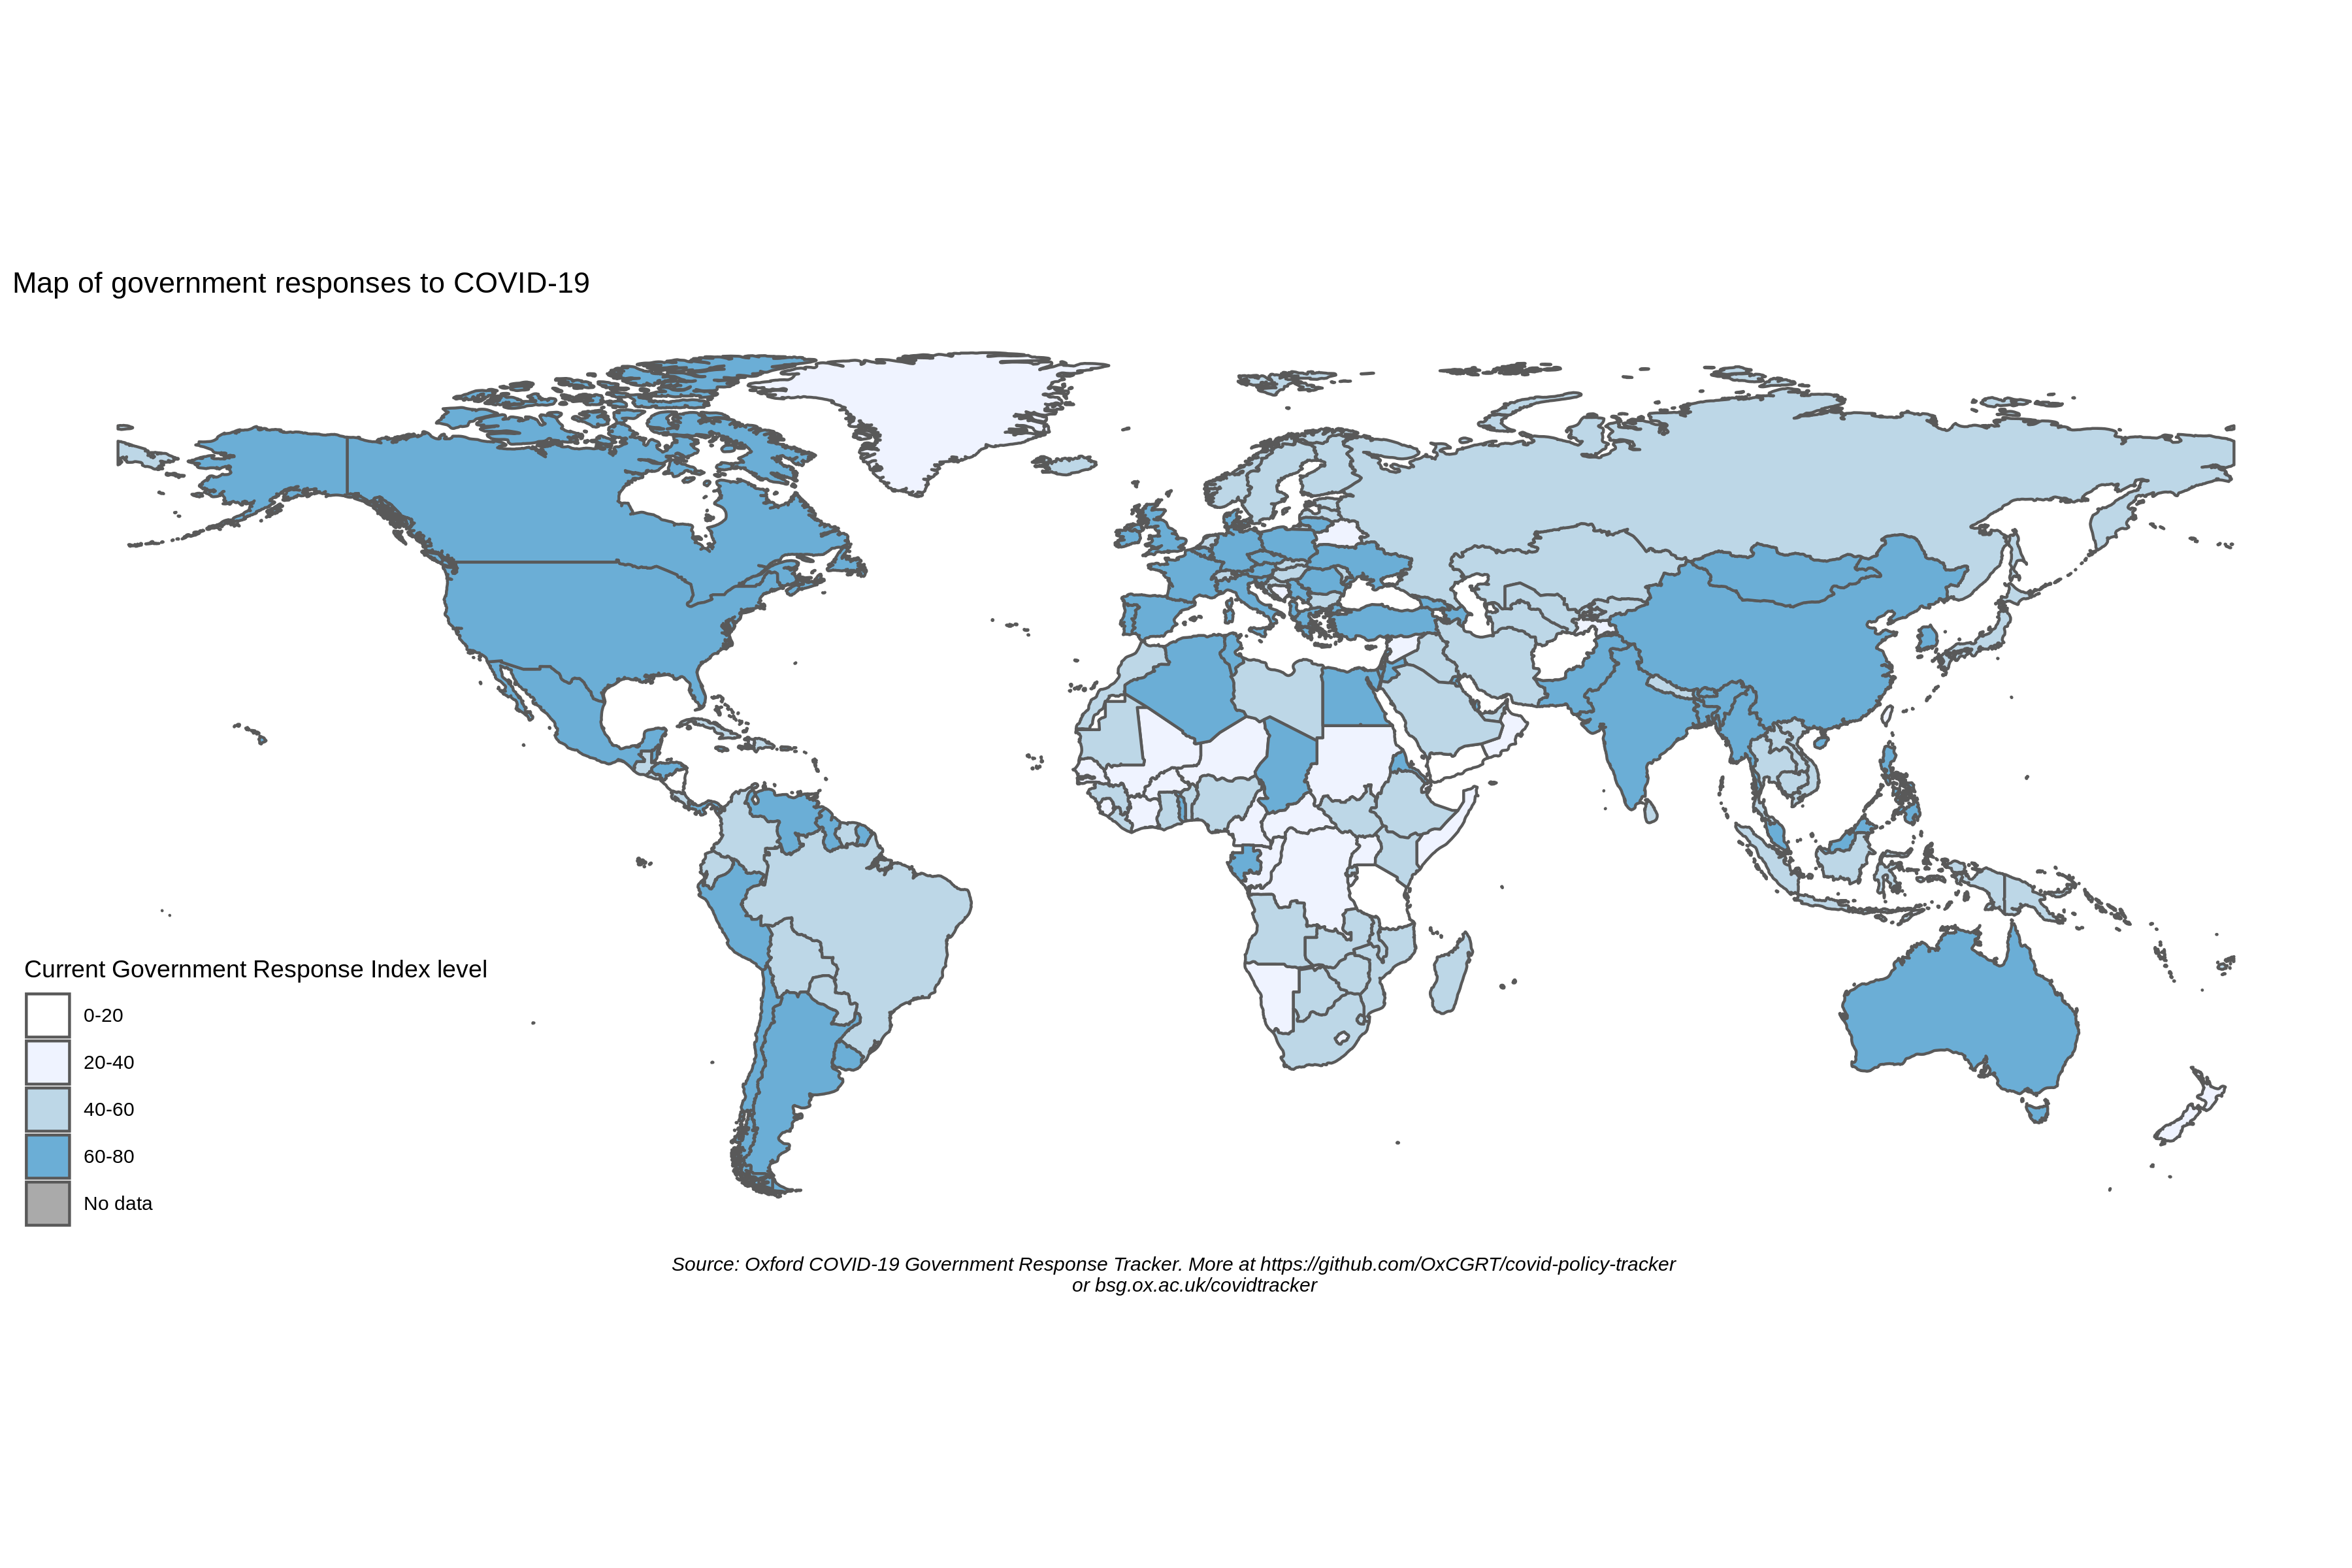 Map of government responses to COVID-19
Current Government Response Index level
0-20
20-40
40-60
60-80
No data
Source: Oxford COVID-19 Government Response Tracker. More at https://github.com/OxCGRT/covid-policy-tracker
or bsg.ox.ac.uk/covidtracker